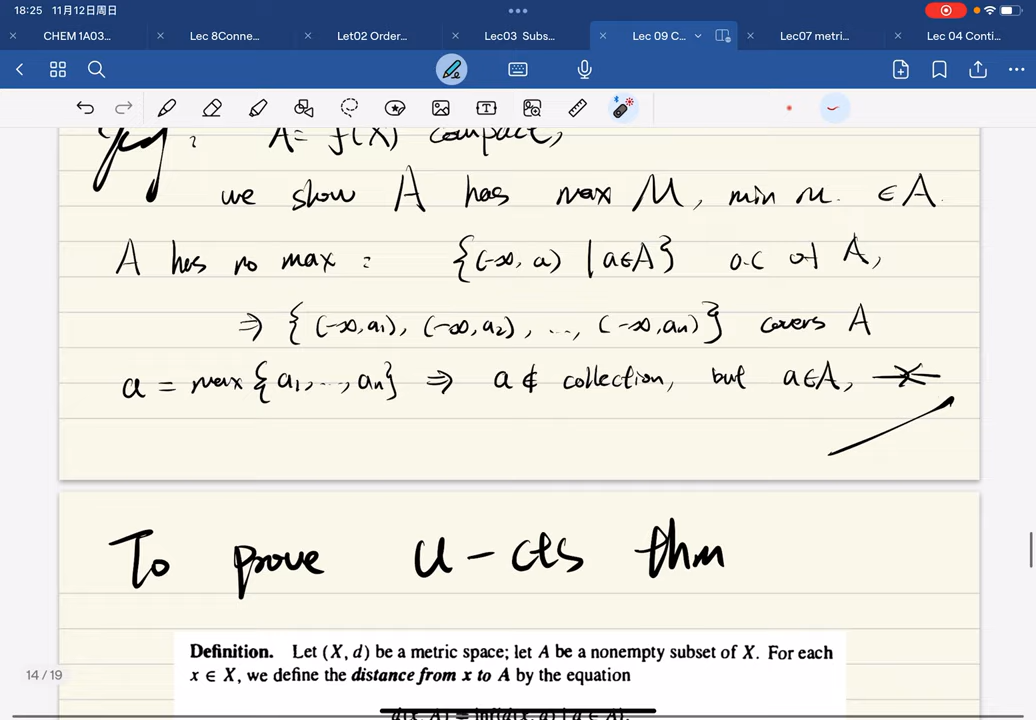 18:25 11月12日周日
CHEM 1A03...
Lec 8Conne...
Let02 Order...
Lec03 Subs...
Lec 09 C...
Lec07 metri...
Lec 04 Conti...
A = f(X) compact,
we show A has max M, min m. ∈ A.
A has no max : {(-∞, a) | a∈A} o.c of A,
⇒ {(-∞,a1), (-∞,a2), ..., (-∞,an)} covers A
a = max{a1,...,an} ⇒ a ∉ collection, but a∈A,
To prove u-cts thm
Definition. Let (X, d) be a metric space; let A be a nonempty subset of X. For each
x ∈ X, we define the distance from x to A by the equation
14 / 19
d(x, A) = inf{d(x, a) | a ∈ A}.